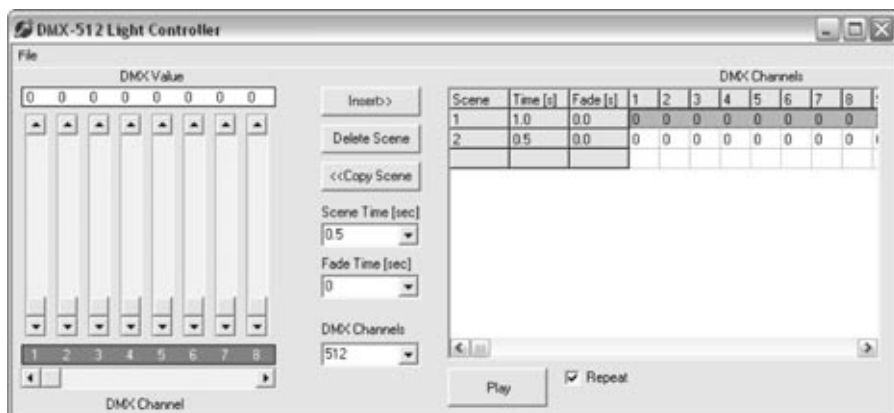 DMX-512 Light Controller
File
DMX Value
0 0 0 0 0 0 0 0
1 2 3 4 5 6 7 8
DMX Channel
Insert>>
Delete Scene
<<Copy Scene
Scene Time [sec]
0.5
Fade Time [sec]
0
DMX Channels
512
DMX Channels
Scene Time [s] Fade [s] 1 2 3 4 5 6 7 8
1 1.0 0.0 0 0 0 0 0 0 0 0
2 0.5 0.0 0 0 0 0 0 0 0 0
Play
Repeat